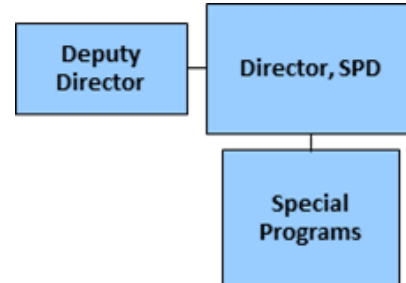 Deputy
Director
Director, SPD
Special
Programs